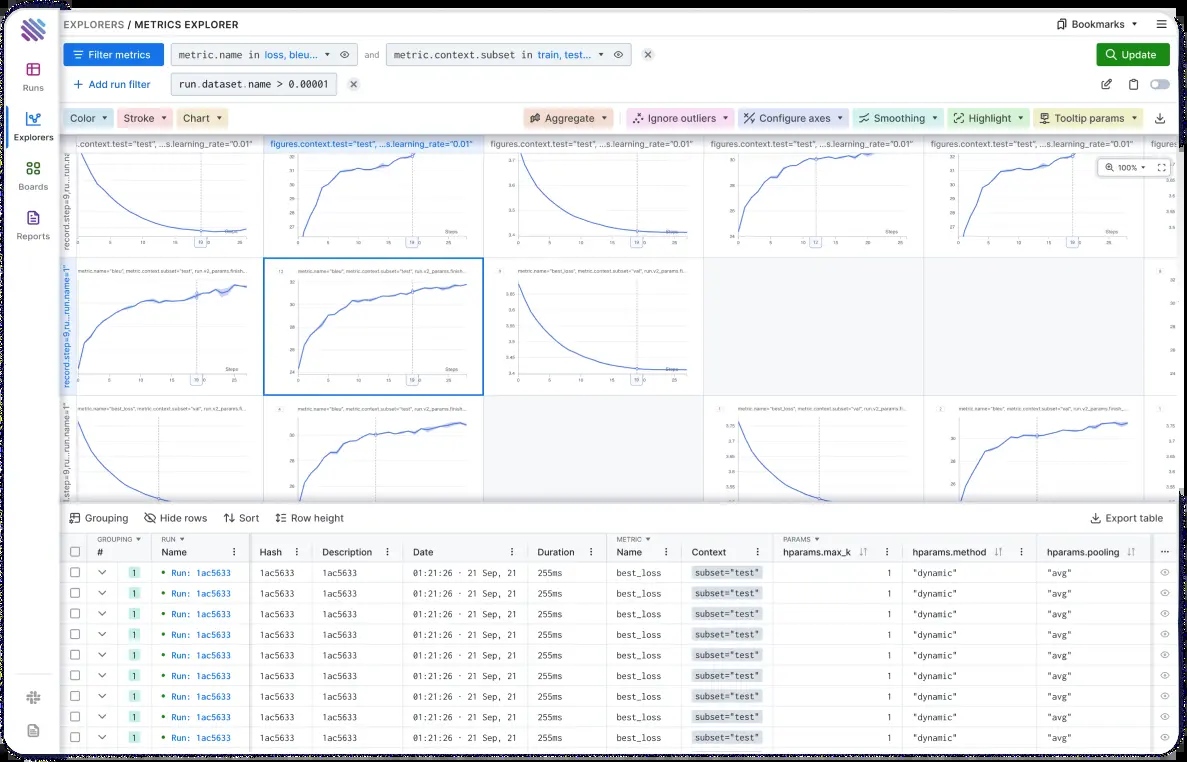 EXPLORERS / METRICS EXPLORER
Bookmarks
Filter metrics
metric.name in loss, bleu...
and
metric.context.subset in train, test...
Update
+ Add run filter
run.dataset.name > 0.00001
Runs
Explorers
Boards
Reports
Color
Stroke
Chart
Aggregate
Ignore outliers
Configure axes
Smoothing
Highlight
Tooltip params
.context.test="test", ...s.learning_rate="0.01"
figures.context.test="test", ...s.learning_rate="0.01"
figures.context.test="test", ...s.learning_rate="0.01"
figures.context.test="test", ...s.learning_rate="0.01"
figures.context.test="test", ...s.learning_rate="0.01"
figures
100%
record.step=9,ru...run.name="1"
Steps
Steps
Steps
Steps
Steps
record.step=9,ru...run.name="1"
metric.name="bleu", metric.context.subset="test", run.v2_params.finish...
metric.name="bleu", metric.context.subset="test", run.v2_params.finish...
metric.name="best_loss", metric.context.subset="val", run.v2_params.fi...
Steps
Steps
Steps
metric.name="best_loss", metric.context.subset="val", run.v2_params.fi...
metric.name="bleu", metric.context.subset="test", run.v2_params.finish...
metric.name="best_loss", metric.context.subset="val", run.v2_params.fi...
metric.name="bleu", metric.context.subset="test", run.v2_params.finish...
Grouping
Hide rows
Sort
Row height
Export table
GROUPING RUN METRIC PARAMS
# Name Hash Description Date Duration Name Context hparams.max_k hparams.method hparams.pooling
1 Run: 1ac5633 1ac5633 1ac5633 01:21:26 · 21 Sep, 21 255ms best_loss subset="test" 1 "dynamic" "avg"
1 Run: 1ac5633 1ac5633 1ac5633 01:21:26 · 21 Sep, 21 255ms best_loss subset="test" 1 "dynamic" "avg"
1 Run: 1ac5633 1ac5633 1ac5633 01:21:26 · 21 Sep, 21 255ms best_loss subset="test" 1 "dynamic" "avg"
1 Run: 1ac5633 1ac5633 1ac5633 01:21:26 · 21 Sep, 21 255ms best_loss subset="test" 1 "dynamic" "avg"
1 Run: 1ac5633 1ac5633 1ac5633 01:21:26 · 21 Sep, 21 255ms best_loss subset="test" 1 "dynamic" "avg"
1 Run: 1ac5633 1ac5633 1ac5633 01:21:26 · 21 Sep, 21 255ms best_loss subset="test" 1 "dynamic" "avg"
1 Run: 1ac5633 1ac5633 1ac5633 01:21:26 · 21 Sep, 21 255ms best_loss subset="test" 1 "dynamic" "avg"
1 Run: 1ac5633 1ac5633 1ac5633 01:21:26 · 21 Sep, 21 255ms best_loss subset="test" 1 "dynamic" "avg"
1 Run: 1ac5633 1ac5633 1ac5633 01:21:26 · 21 Sep, 21 255ms best_loss subset="test" 1 "dynamic" "avg"